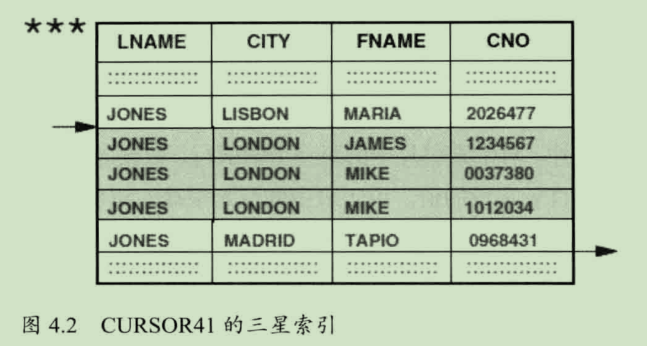 ***
LNAME CITY FNAME CNO
JONES LISBON MARIA 2026477
JONES LONDON JAMES 1234567
JONES LONDON MIKE 0037380
JONES LONDON MIKE 1012034
JONES MADRID TAPIO 0968431
图 4.2 CURSOR41 的三星索引